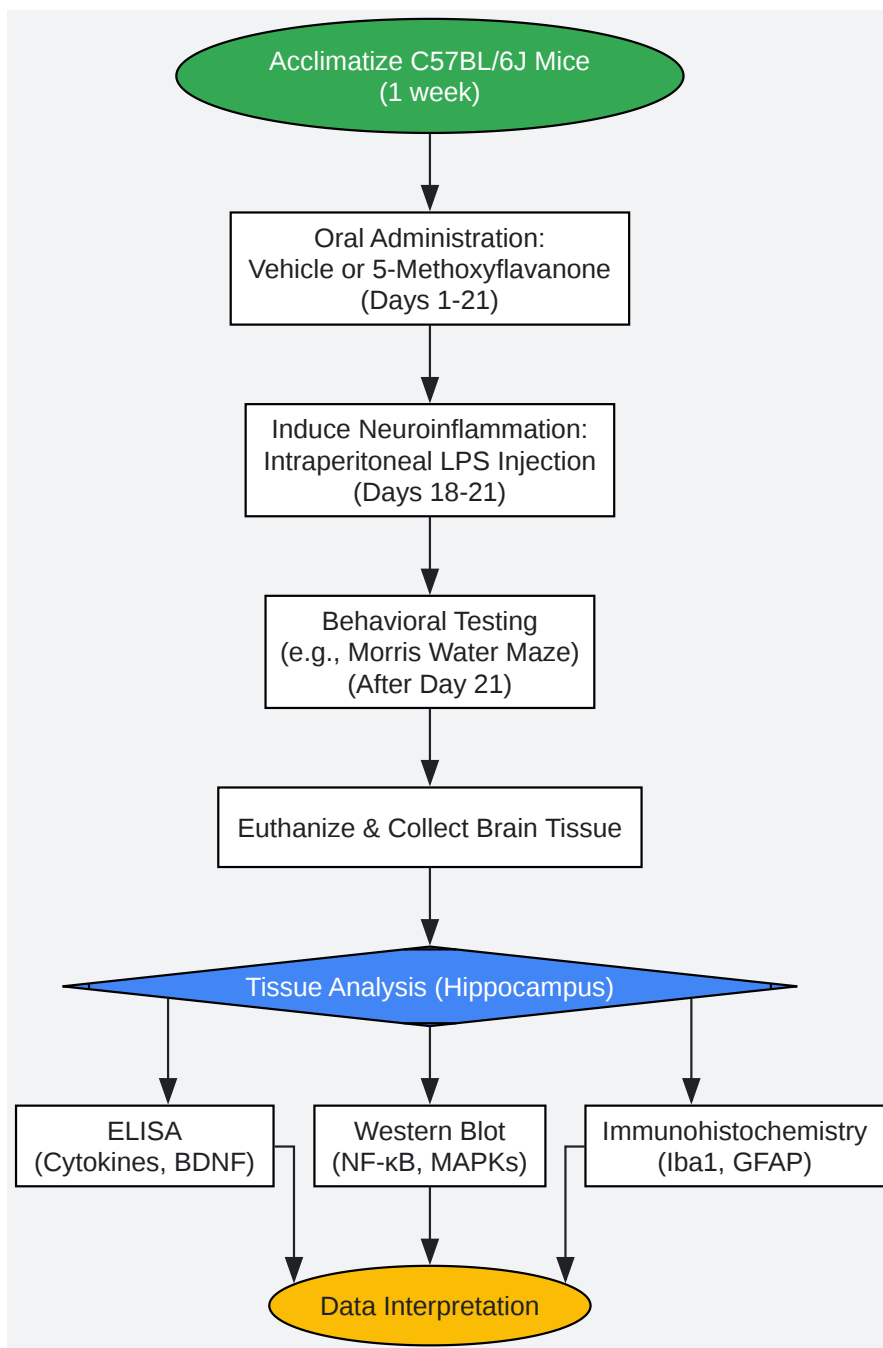 Acclimatize C57BL/6J Mice
(1 week)
Oral Administration:
Vehicle or 5-Methoxyflavanone
(Days 1-21)
Induce Neuroinflammation:
Intraperitoneal LPS Injection
(Days 18-21)
Behavioral Testing
(e.g., Morris Water Maze)
(After Day 21)
Euthanize & Collect Brain Tissue
Tissue Analysis (Hippocampus)
ELISA
(Cytokines, BDNF)
Western Blot
(NF-κB, MAPKs)
Immunohistochemistry
(Iba1, GFAP)
Data Interpretation